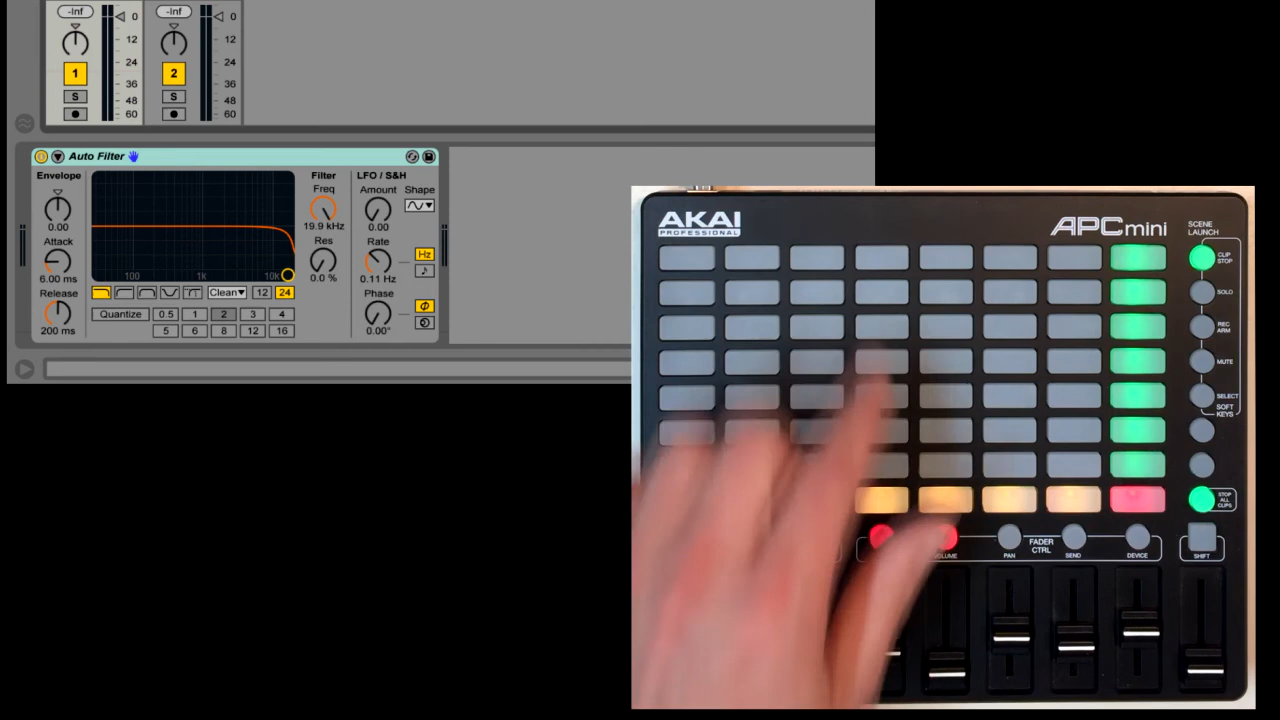 -Inf 0 -Inf 0
12 12
24 24
1 2
36 36
S S
48 48
60 60
Auto Filter
Envelope Filter LFO / S&H
Freq Amount Shape
0.00 19.9 kHz 0.00
Attack Res Rate Hz
6.00 ms 100 1k 10k 0.0 % 0.11 Hz
Release Clean 12 24 Phase
Quantize 0.5 1 2 3 4
200 ms 5 6 8 12 16 0.00°
AKAI
PROFESSIONAL
APC mini
SCENE
LAUNCH
CLIP
STOP
SOLO
REC
ARM
MUTE
SELECT
SOFT
KEYS
STOP
ALL
CLIPS
VOLUME PAN FADER
CTRL SEND DEVICE SHIFT